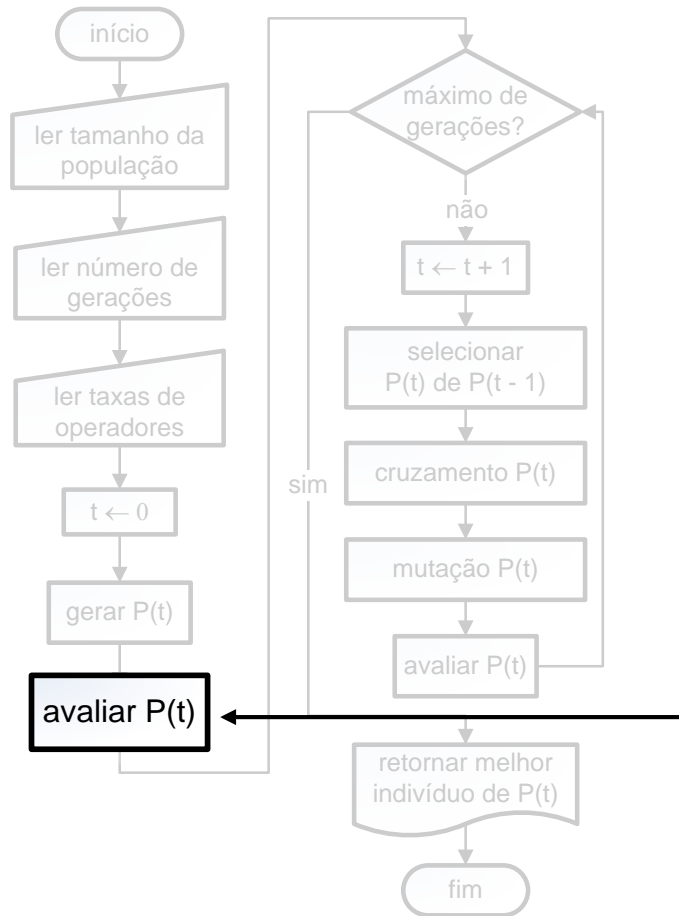 início
ler tamanho da
população
ler número de
gerações
ler taxas de
operadores
t ← 0
gerar P(t)
avaliar P(t)
máximo de
gerações?
não
sim
t ← t + 1
selecionar
P(t) de P(t - 1)
cruzamento P(t)
mutação P(t)
avaliar P(t)
retornar melhor
indivíduo de P(t)
fim